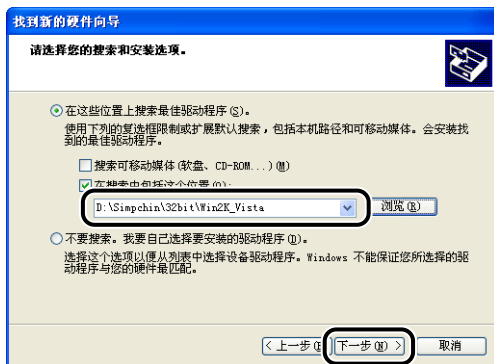 找到新的硬件向导
请选择您的搜索和安装选项。
在这些位置上搜索最佳驱动程序(S)。
使用下列的复选框限制或扩展默认搜索，包括本机路径和可移动媒体。会安装找
到的最佳驱动程序。
搜索可移动媒体(软盘、CD-ROM...)(M)
在搜索中包括这个位置(O):
D:\Simpchin\32bit\Win2K_Vista
浏览(R)
不要搜索。我要自己选择要安装的驱动程序(D)。
选择这个选项以便从列表中选择设备驱动程序。Windows 不能保证您所选择的驱
动程序与您的硬件最匹配。
<上一步(B) 下一步(N) > 取消